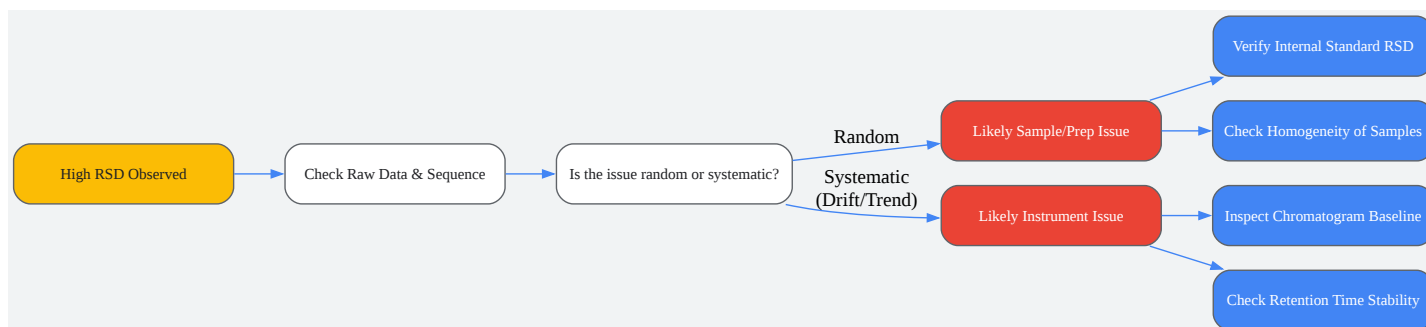 High RSD Observed
Check Raw Data & Sequence
Is the issue random or systematic?
Random
Systematic
(Drift/Trend)
Likely Sample/Prep Issue
Likely Instrument Issue
Verify Internal Standard RSD
Check Homogeneity of Samples
Inspect Chromatogram Baseline
Check Retention Time Stability